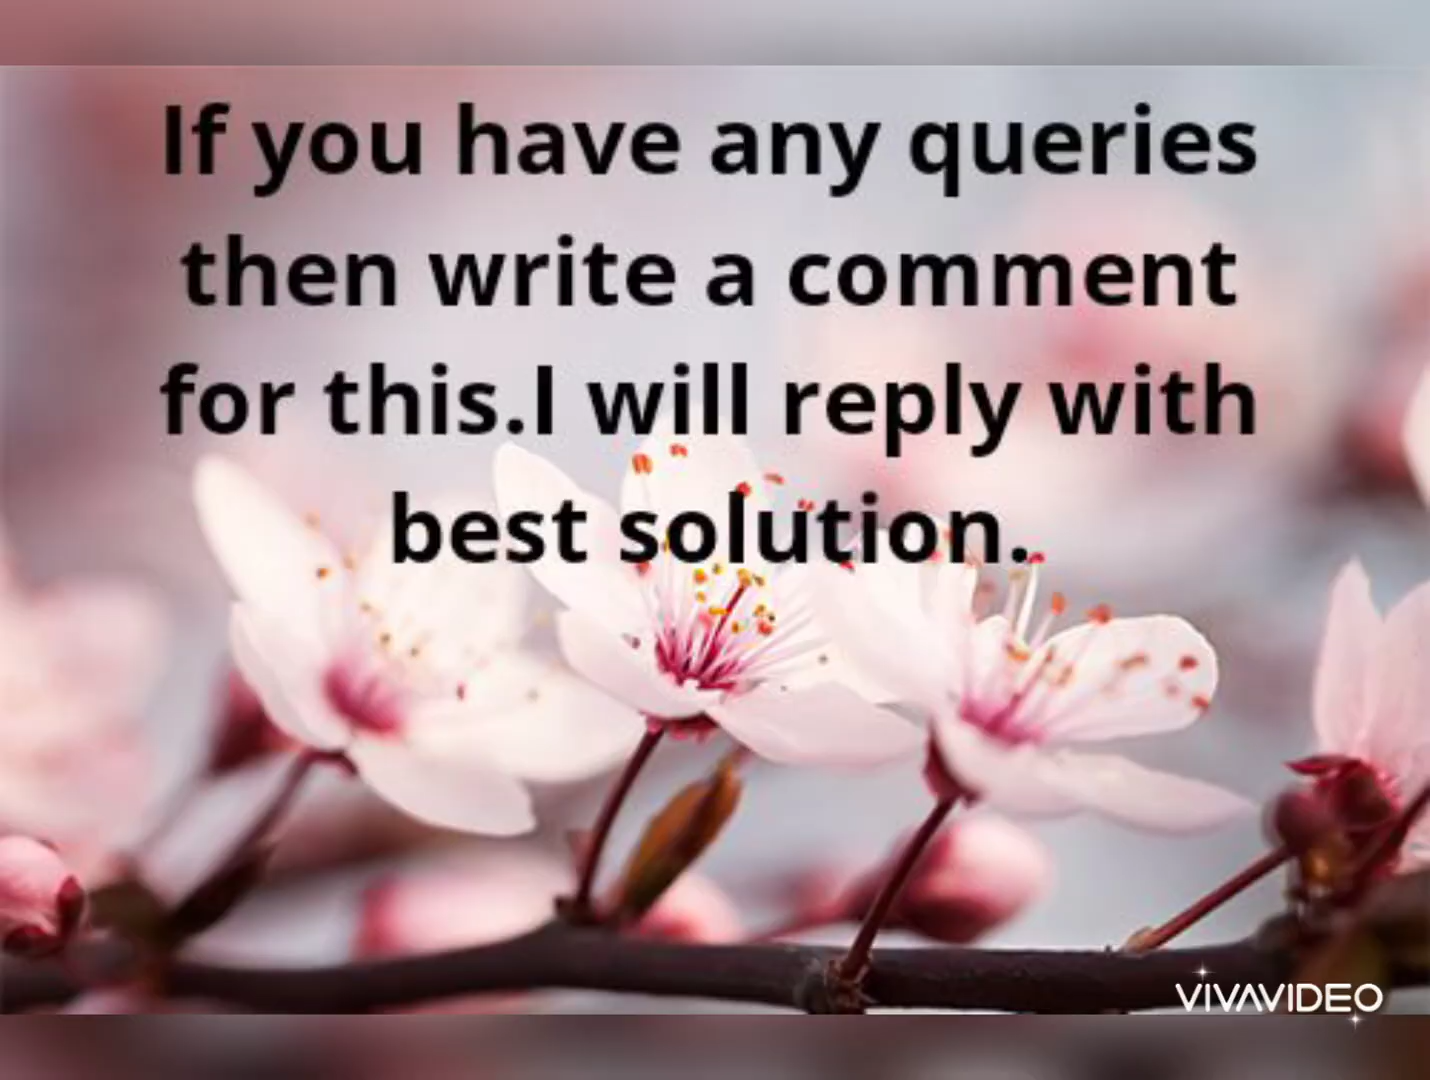 If you have any queries
then write a comment
for this.I will reply with
best solution.
VIVAVIDEO